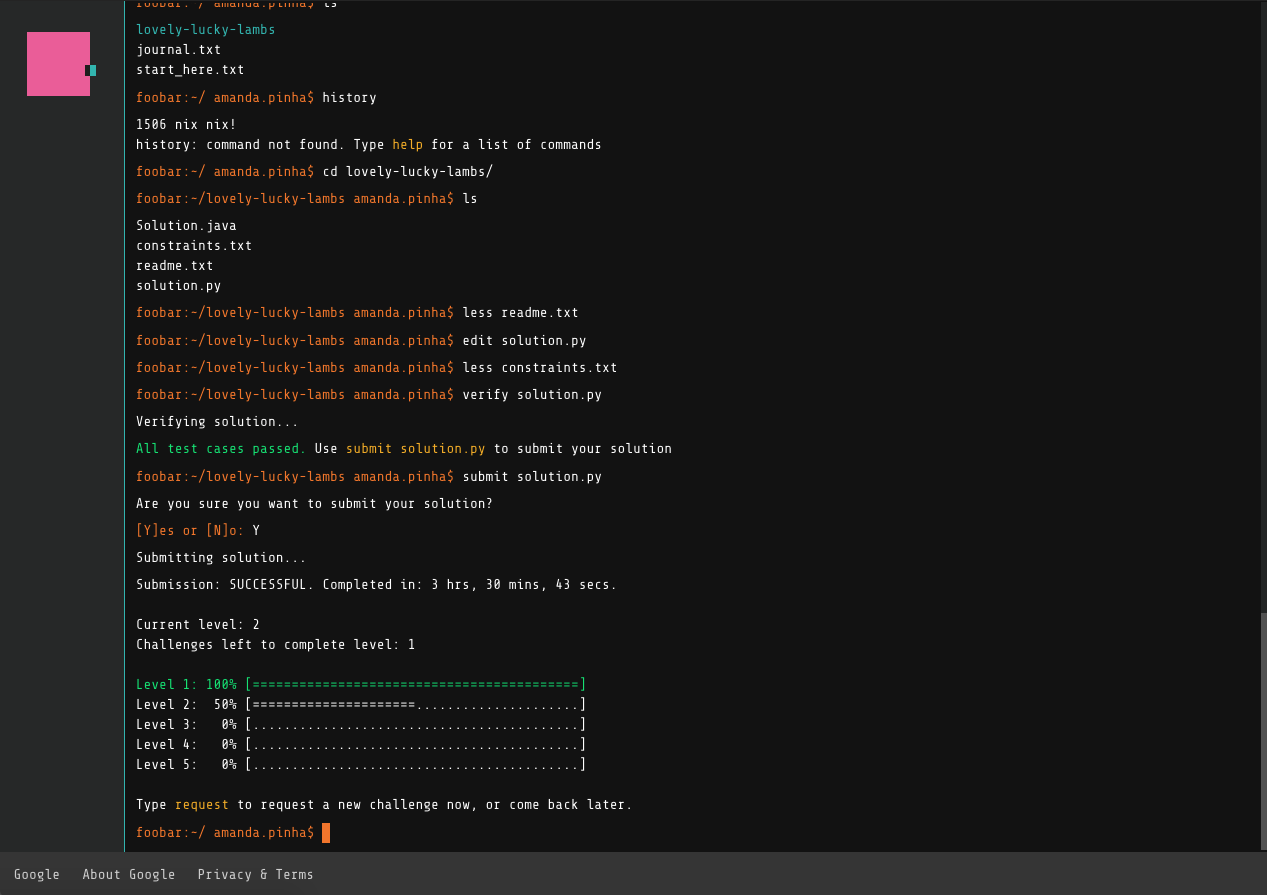 foobar:~/ amanda.pinha$ ls
lovely-lucky-lambs
journal.txt
start_here.txt
foobar:~/ amanda.pinha$ history
1506 nix nix!
history: command not found. Type help for a list of commands
foobar:~/ amanda.pinha$ cd lovely-lucky-lambs/
foobar:~/lovely-lucky-lambs amanda.pinha$ ls
Solution.java
constraints.txt
readme.txt
solution.py
foobar:~/lovely-lucky-lambs amanda.pinha$ less readme.txt
foobar:~/lovely-lucky-lambs amanda.pinha$ edit solution.py
foobar:~/lovely-lucky-lambs amanda.pinha$ less constraints.txt
foobar:~/lovely-lucky-lambs amanda.pinha$ verify solution.py
Verifying solution...
All test cases passed. Use submit solution.py to submit your solution
foobar:~/lovely-lucky-lambs amanda.pinha$ submit solution.py
Are you sure you want to submit your solution?
[Y]es or [N]o: Y
Submitting solution...
Submission: SUCCESSFUL. Completed in: 3 hrs, 30 mins, 43 secs.
Current level: 2
Challenges left to complete level: 1
Level 1: 100% [==========================================]
Level 2:  50% [=====================.....................]
Level 3:   0% [..........................................]
Level 4:   0% [..........................................]
Level 5:   0% [..........................................]
Type request to request a new challenge now, or come back later.
foobar:~/ amanda.pinha$
Google About Google Privacy & Terms